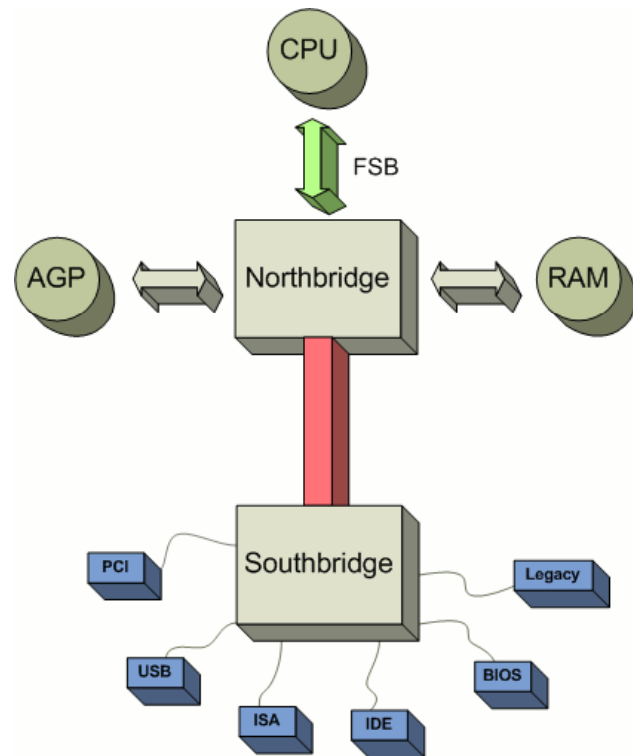 CPU
FSB
AGP
Northbridge
RAM
Southbridge
PCI
Legacy
USB
BIOS
ISA
IDE